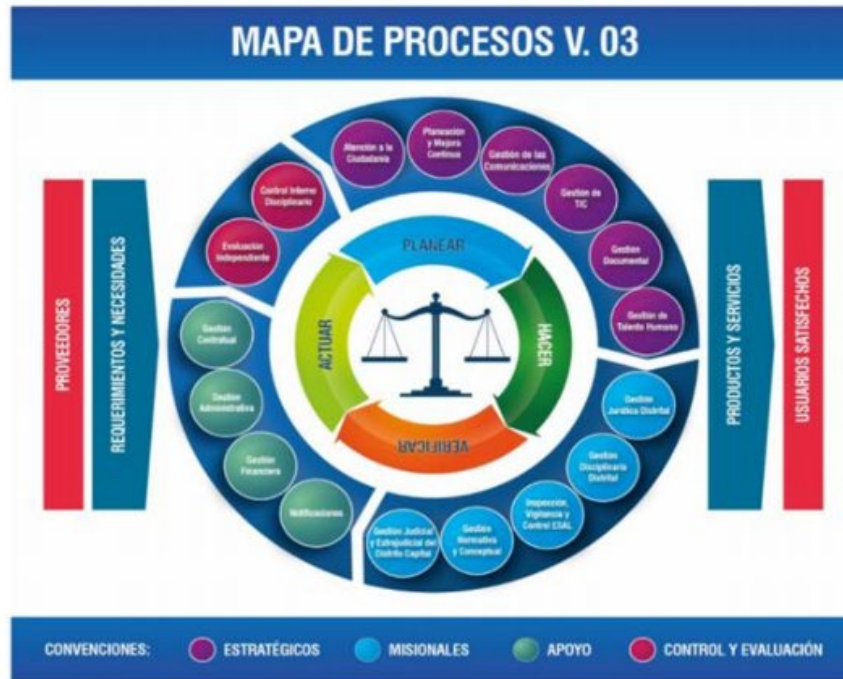 MAPA DE PROCESOS V. 03
PROVEEDORES
REQUERIMIENTOS Y NECESIDADES
Atención a la
Ciudadanía
Planeación
y Mejora
Continua
Gestión de las
Comunicaciones
Gestión de
TIC
Gestión
Documental
Gestión de
Talento Humano
Control Interno
Disciplinario
Evaluación
Independiente
Gestión
Contratual
Gestión
Administrativa
Gestión
Financiera
Notificaciones
Gestión
Jurídica Distrital
Gestión
Disciplinaria
Distrital
Inspección,
Vigilancia y
Control ESAL
Gestión
Normativa
y Conceptual
Gestión Judicial
y Extrajudicial del
Distrito Capital
PLANEAR
HACER
VERIFICAR
ACTUAR
PRODUCTOS Y SERVICIOS
USUARIOS SATISFECHOS
CONVENCIONES:
ESTRATÉGICOS
MISIONALES
APOYO
CONTROL Y EVALUACIÓN